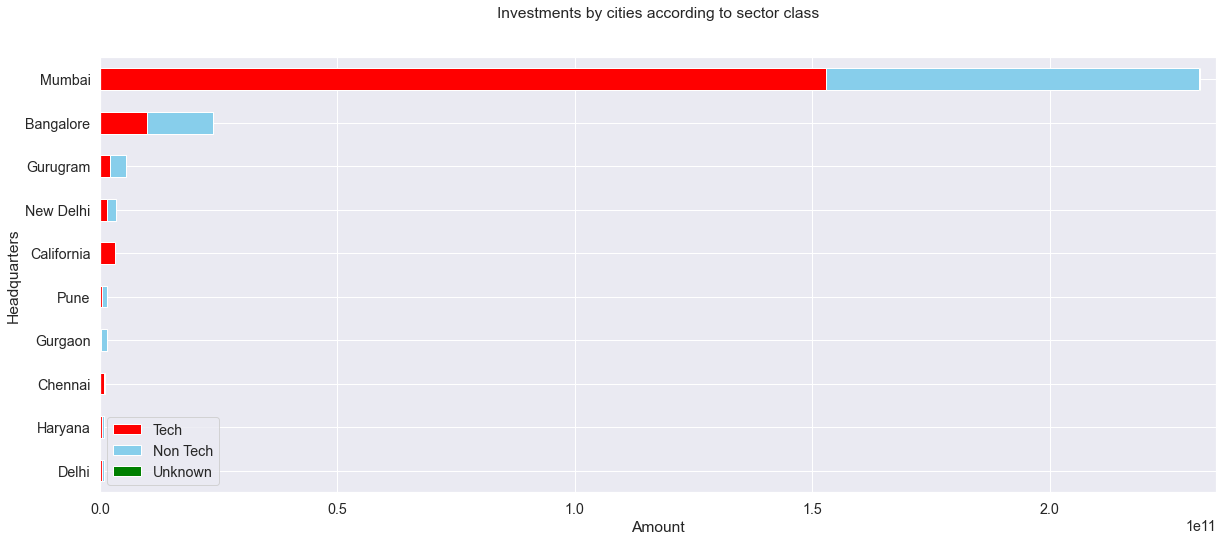 Investments by cities according to sector class
Mumbai
Bangalore
Gurugram
New Delhi
California
Pune
Gurgaon
Chennai
Haryana
Delhi
Headquarters
Tech
Non Tech
Unknown
0.0 0.5 1.0 1.5 2.0
1e11
Amount